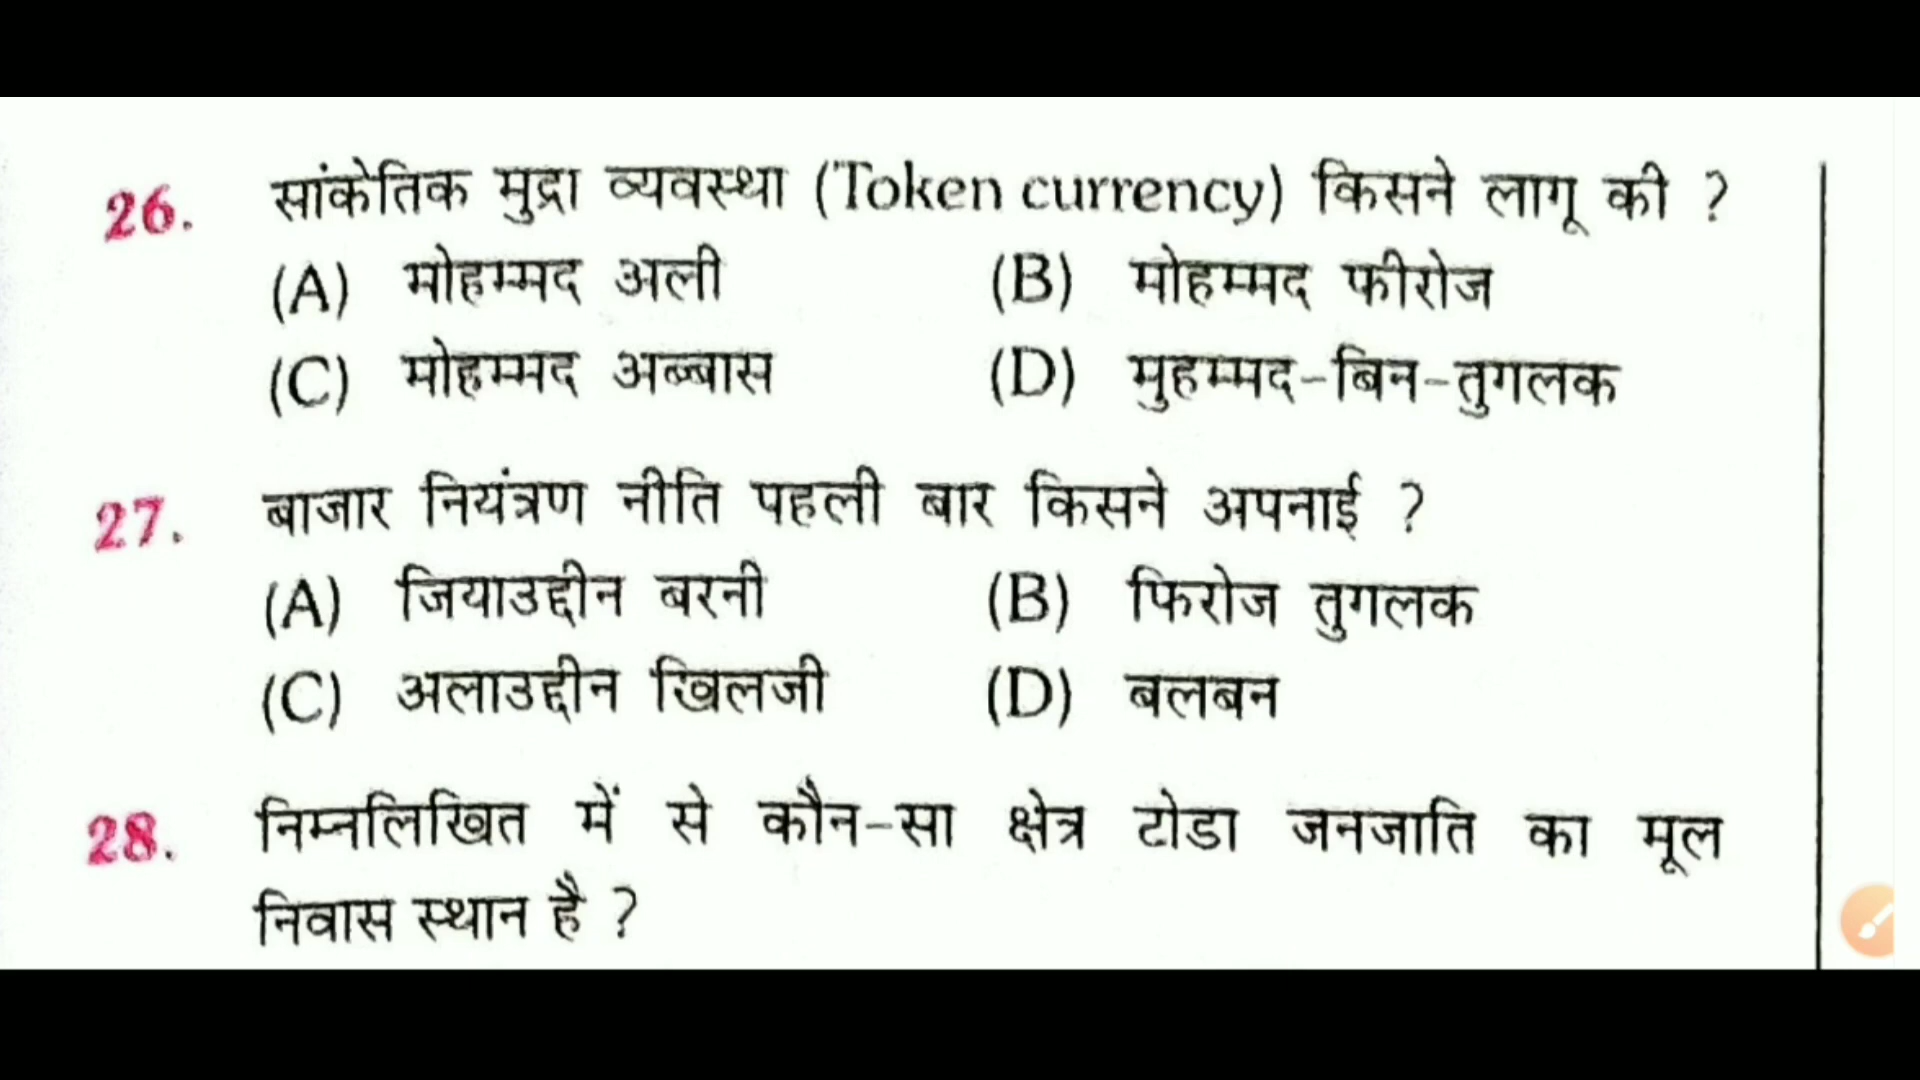 26. सांकेतिक मुद्रा व्यवस्था (Token currency) किसने लागू की ?
(A) मोहम्मद अली (B) मोहम्मद फीरोज
(C) मोहम्मद अब्बास (D) मुहम्मद-बिन-तुगलक
27. बाजार नियंत्रण नीति पहली बार किसने अपनाई ?
(A) जियाउद्दीन बरनी (B) फिरोज तुगलक
(C) अलाउद्दीन खिलजी (D) बलबन
28. निम्नलिखित में से कौन-सा क्षेत्र टोडा जनजाति का मूल
निवास स्थान है ?